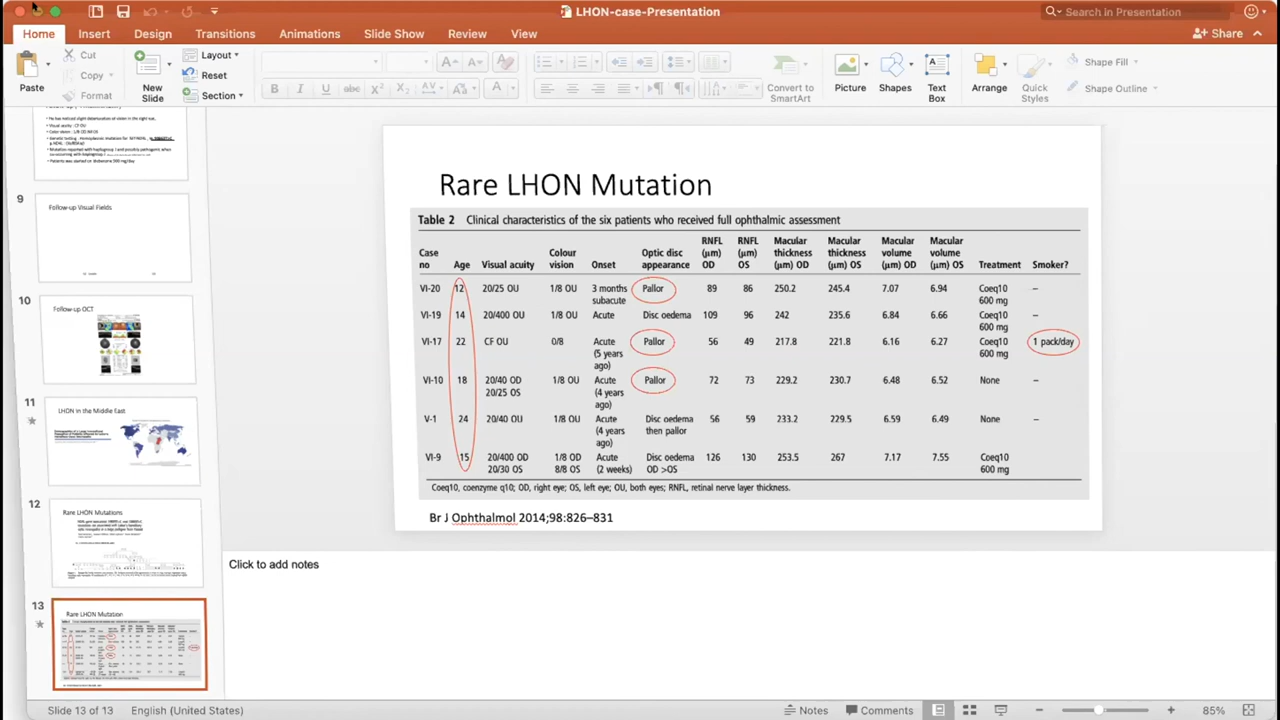 LHON-case-Presentation
Search in Presentation
Home Insert Design Transitions Animations Slide Show Review View
Share
Paste
Cut
Copy
Format
New
Slide
Layout
Reset
Section
Convert to
SmartArt
Picture
Shapes
Text
Box
Arrange
Quick
Styles
Shape Fill
Shape Outline
9
Follow-up Visual Fields
10
Follow-up OCT
11
LHON in the Middle East
12
Rare LHON Mutations
13
Rare LHON Mutation
Rare LHON Mutation
Table 2 Clinical characteristics of the six patients who received full ophthalmic assessment
Case no Age Visual acuity Colour vision Onset Optic disc appearance RNFL (µm) OD RNFL (µm) OS Macular thickness (µm) OD Macular thickness (µm) OS Macular volume (µm) OD Macular volume (µm) OS Treatment Smoker?
VI-20 12 20/25 OU 1/8 OU 3 months subacute Pallor 89 86 250.2 245.4 7.07 6.94 Coeq10 600 mg –
VI-19 14 20/400 OU 1/8 OU Acute Disc oedema 109 96 242 235.6 6.84 6.66 Coeq10 600 mg –
VI-17 22 CF OU 0/8 Acute (5 years ago) Pallor 56 49 217.8 221.8 6.16 6.27 Coeq10 600 mg 1 pack/day
VI-10 18 20/40 OD 20/25 OS 1/8 OU Acute (4 years ago) Pallor 72 73 229.2 230.7 6.48 6.52 None –
V-1 24 20/40 OU 1/8 OU Acute (4 years ago) Disc oedema then pallor 56 59 233.2 229.5 6.59 6.49 None –
VI-9 15 20/400 OD 20/30 OS 1/8 OD 8/8 OS Acute (2 weeks) Disc oedema OD >OS 126 130 253.5 267 7.17 7.55 Coeq10 600 mg
Coeq10, coenzyme q10; OD, right eye; OS, left eye; OU, both eyes; RNFL, retinal nerve layer thickness.
Br J Ophthalmol 2014;98:826–831
Click to add notes
Slide 13 of 13
English (United States)
Notes
Comments
85%